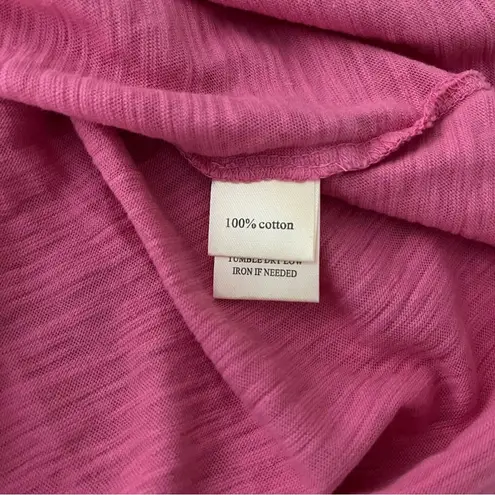 100% cotton
TUMBLE DRY LOW
IRON IF NEEDED